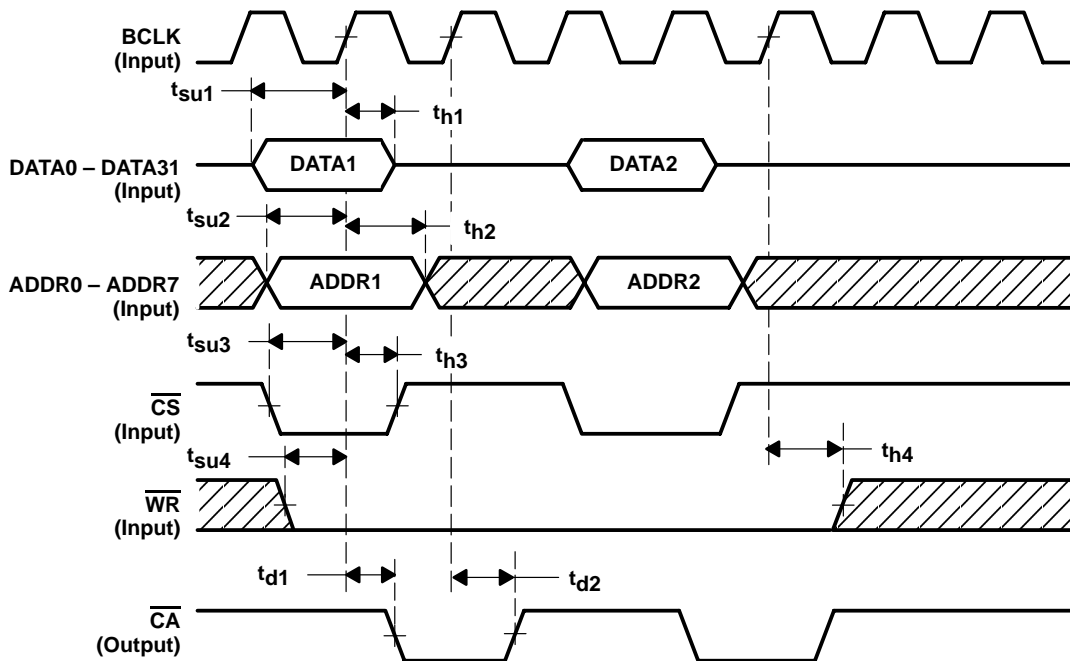 BCLK
(Input)
tsu1
th1
DATA0 – DATA31
(Input)
DATA1
DATA2
tsu2
th2
ADDR0 – ADDR7
(Input)
ADDR1
ADDR2
tsu3
th3
CS
(Input)
tsu4
th4
WR
(Input)
td1
td2
CA
(Output)